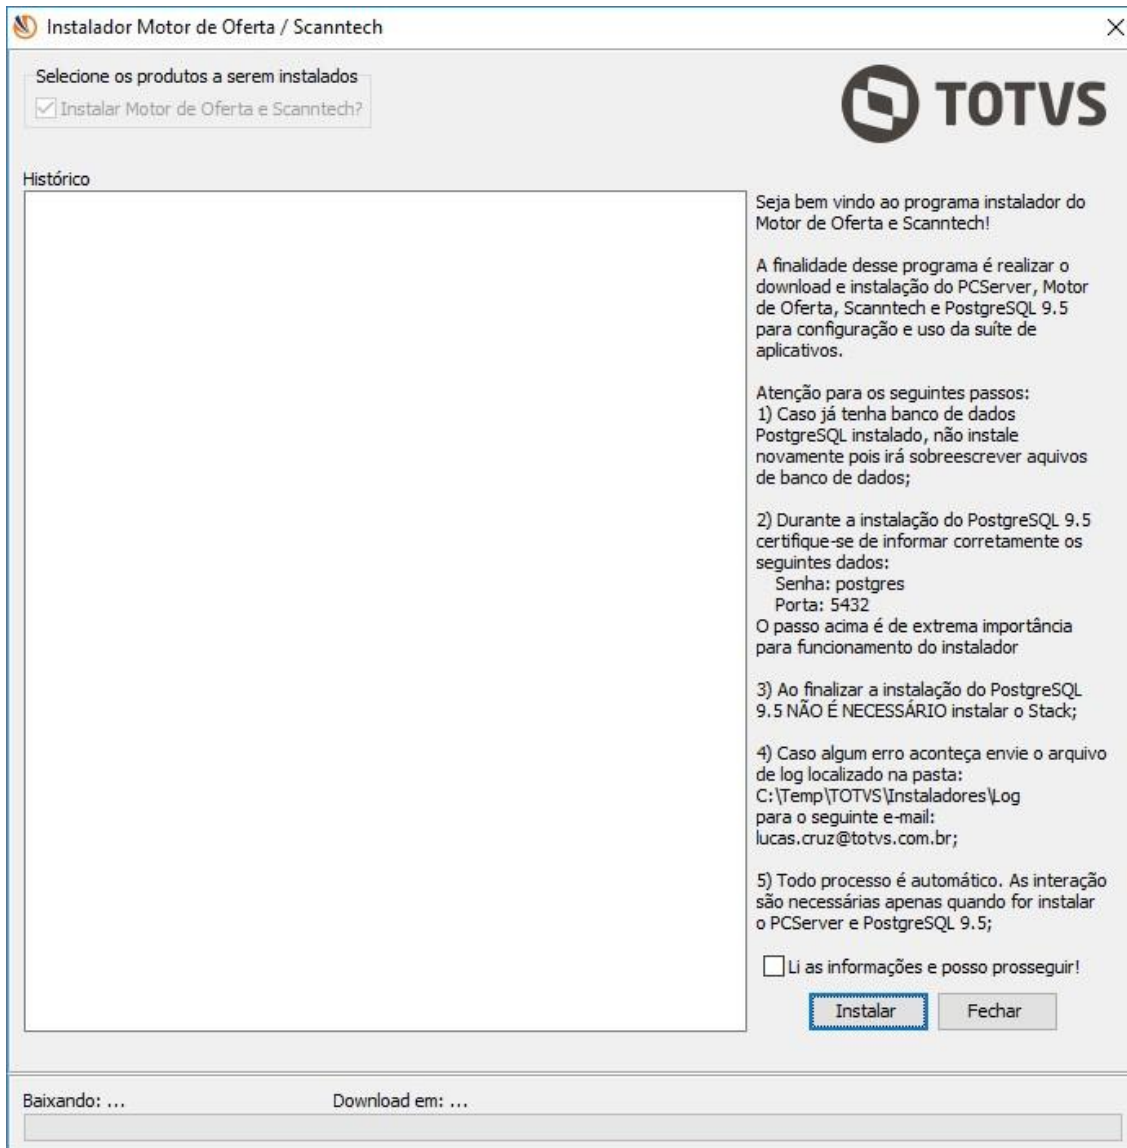 Instalador Motor de Oferta / Scanntech
Selecione os produtos a serem instalados
Instalar Motor de Oferta e Scanntech?
TOTVS
Histórico
Seja bem vindo ao programa instalador do
Motor de Oferta e Scanntech!
A finalidade desse programa é realizar o
download e instalação do PCServer, Motor
de Oferta, Scanntech e PostgreSQL 9.5
para configuração e uso da suíte de
aplicativos.
Atenção para os seguintes passos:
1) Caso já tenha banco de dados
PostgreSQL instalado, não instale
novamente pois irá sobreescrever aquivos
de banco de dados;
2) Durante a instalação do PostgreSQL 9.5
certifique-se de informar corretamente os
seguintes dados:
Senha: postgres
Porta: 5432
O passo acima é de extrema importância
para funcionamento do instalador
3) Ao finalizar a instalação do PostgreSQL
9.5 NÃO É NECESSÁRIO instalar o Stack;
4) Caso algum erro aconteça envie o arquivo
de log localizado na pasta:
C:\Temp\TOTVS\Instaladores\Log
para o seguinte e-mail:
lucas.cruz@totvs.com.br;
5) Todo processo é automático. As interação
são necessárias apenas quando for instalar
o PCServer e PostgreSQL 9.5;
Li as informações e posso prosseguir!
Instalar Fechar
Baixando: ... Download em: ...